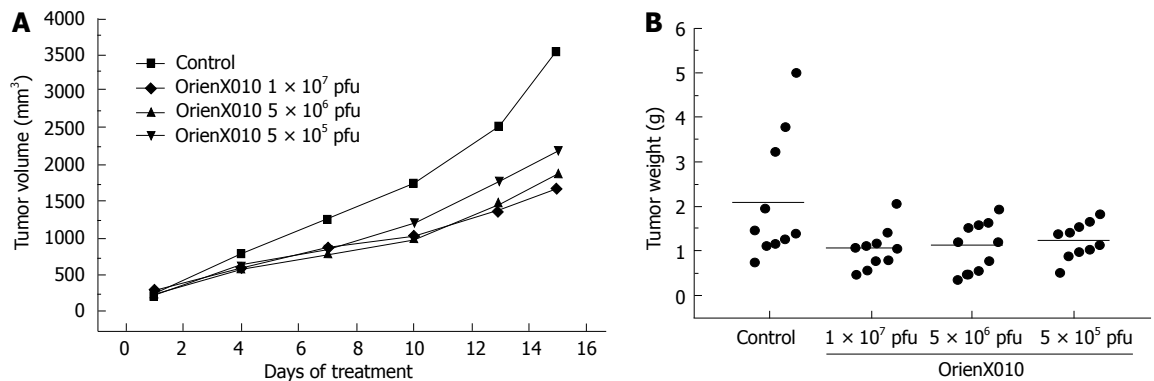 A
4000
3500
3000
2500
2000
1500
1000
500
0
Tumor volume (mm³)
Control
OrienX010 1 × 10⁷ pfu
OrienX010 5 × 10⁶ pfu
OrienX010 5 × 10⁵ pfu
0 2 4 6 8 10 12 14 16
Days of treatment
B
6
5
4
3
2
1
0
Tumor weight (g)
Control 1 × 10⁷ pfu 5 × 10⁶ pfu 5 × 10⁵ pfu
OrienX010